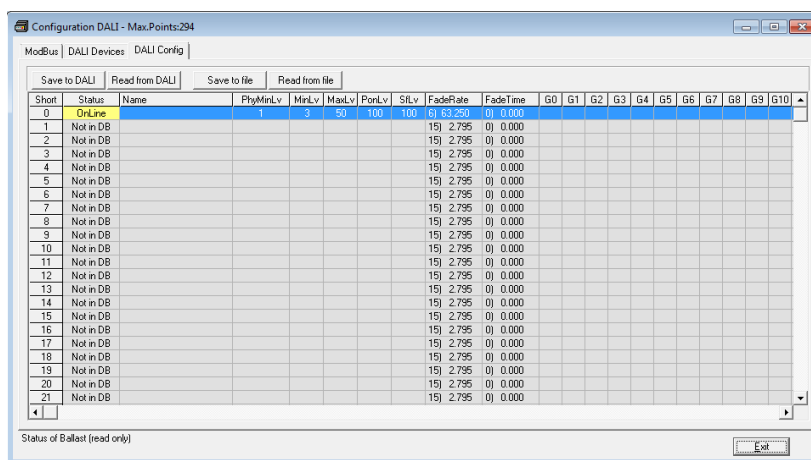 Configuration DALI - Max.Points:294
ModBus DALI Devices DALI Config
Save to DALI Read from DALI Save to file Read from file
Short Status Name PhyMinLv MinLv MaxLv PonLv SfLv FadeRate FadeTime G0 G1 G2 G3 G4 G5 G6 G7 G8 G9 G10
0 OnLine 1 3 50 100 100 6) 63.250 0) 0.000
1 Not in DB 15) 2.795 0) 0.000
2 Not in DB 15) 2.795 0) 0.000
3 Not in DB 15) 2.795 0) 0.000
4 Not in DB 15) 2.795 0) 0.000
5 Not in DB 15) 2.795 0) 0.000
6 Not in DB 15) 2.795 0) 0.000
7 Not in DB 15) 2.795 0) 0.000
8 Not in DB 15) 2.795 0) 0.000
9 Not in DB 15) 2.795 0) 0.000
10 Not in DB 15) 2.795 0) 0.000
11 Not in DB 15) 2.795 0) 0.000
12 Not in DB 15) 2.795 0) 0.000
13 Not in DB 15) 2.795 0) 0.000
14 Not in DB 15) 2.795 0) 0.000
15 Not in DB 15) 2.795 0) 0.000
16 Not in DB 15) 2.795 0) 0.000
17 Not in DB 15) 2.795 0) 0.000
18 Not in DB 15) 2.795 0) 0.000
19 Not in DB 15) 2.795 0) 0.000
20 Not in DB 15) 2.795 0) 0.000
21 Not in DB 15) 2.795 0) 0.000
Status of Ballast (read only)
Exit